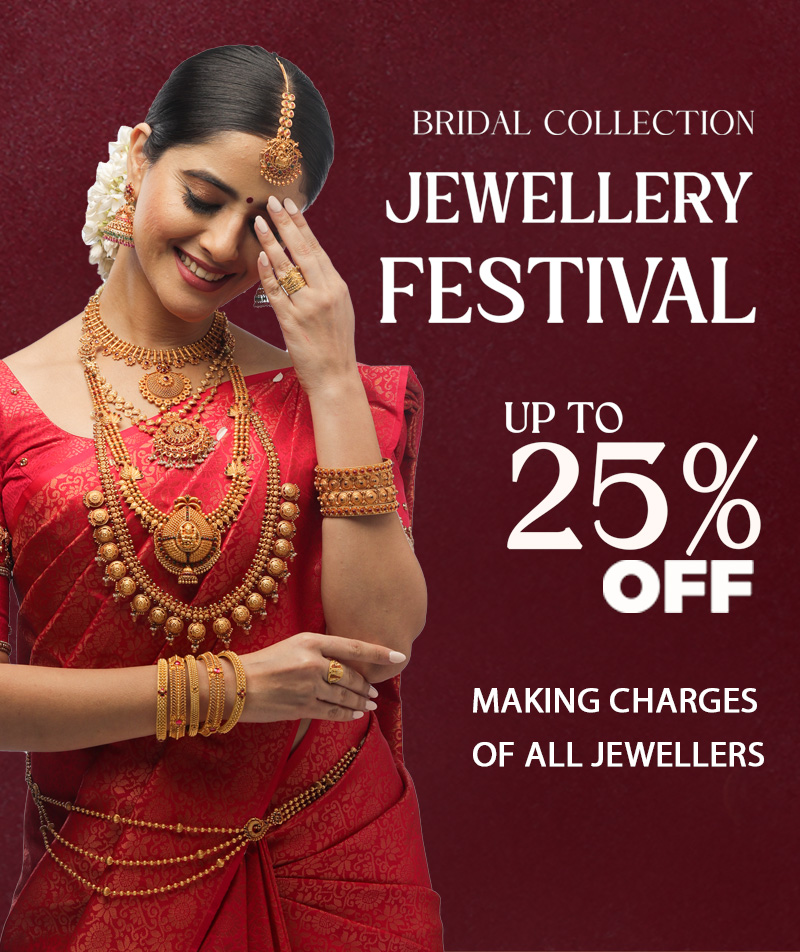 BRIDAL COLLECTION
JEWELLERY
FESTIVAL
UP TO
25%
OFF
MAKING CHARGES
OF ALL JEWELLERS